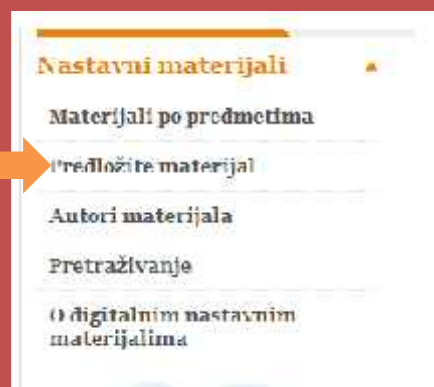 Nastavni materijali
Materijali po predmetima
Predložite materijal
Autori materijala
Pretraživanje
O digitalnim nastavnim
materijalima